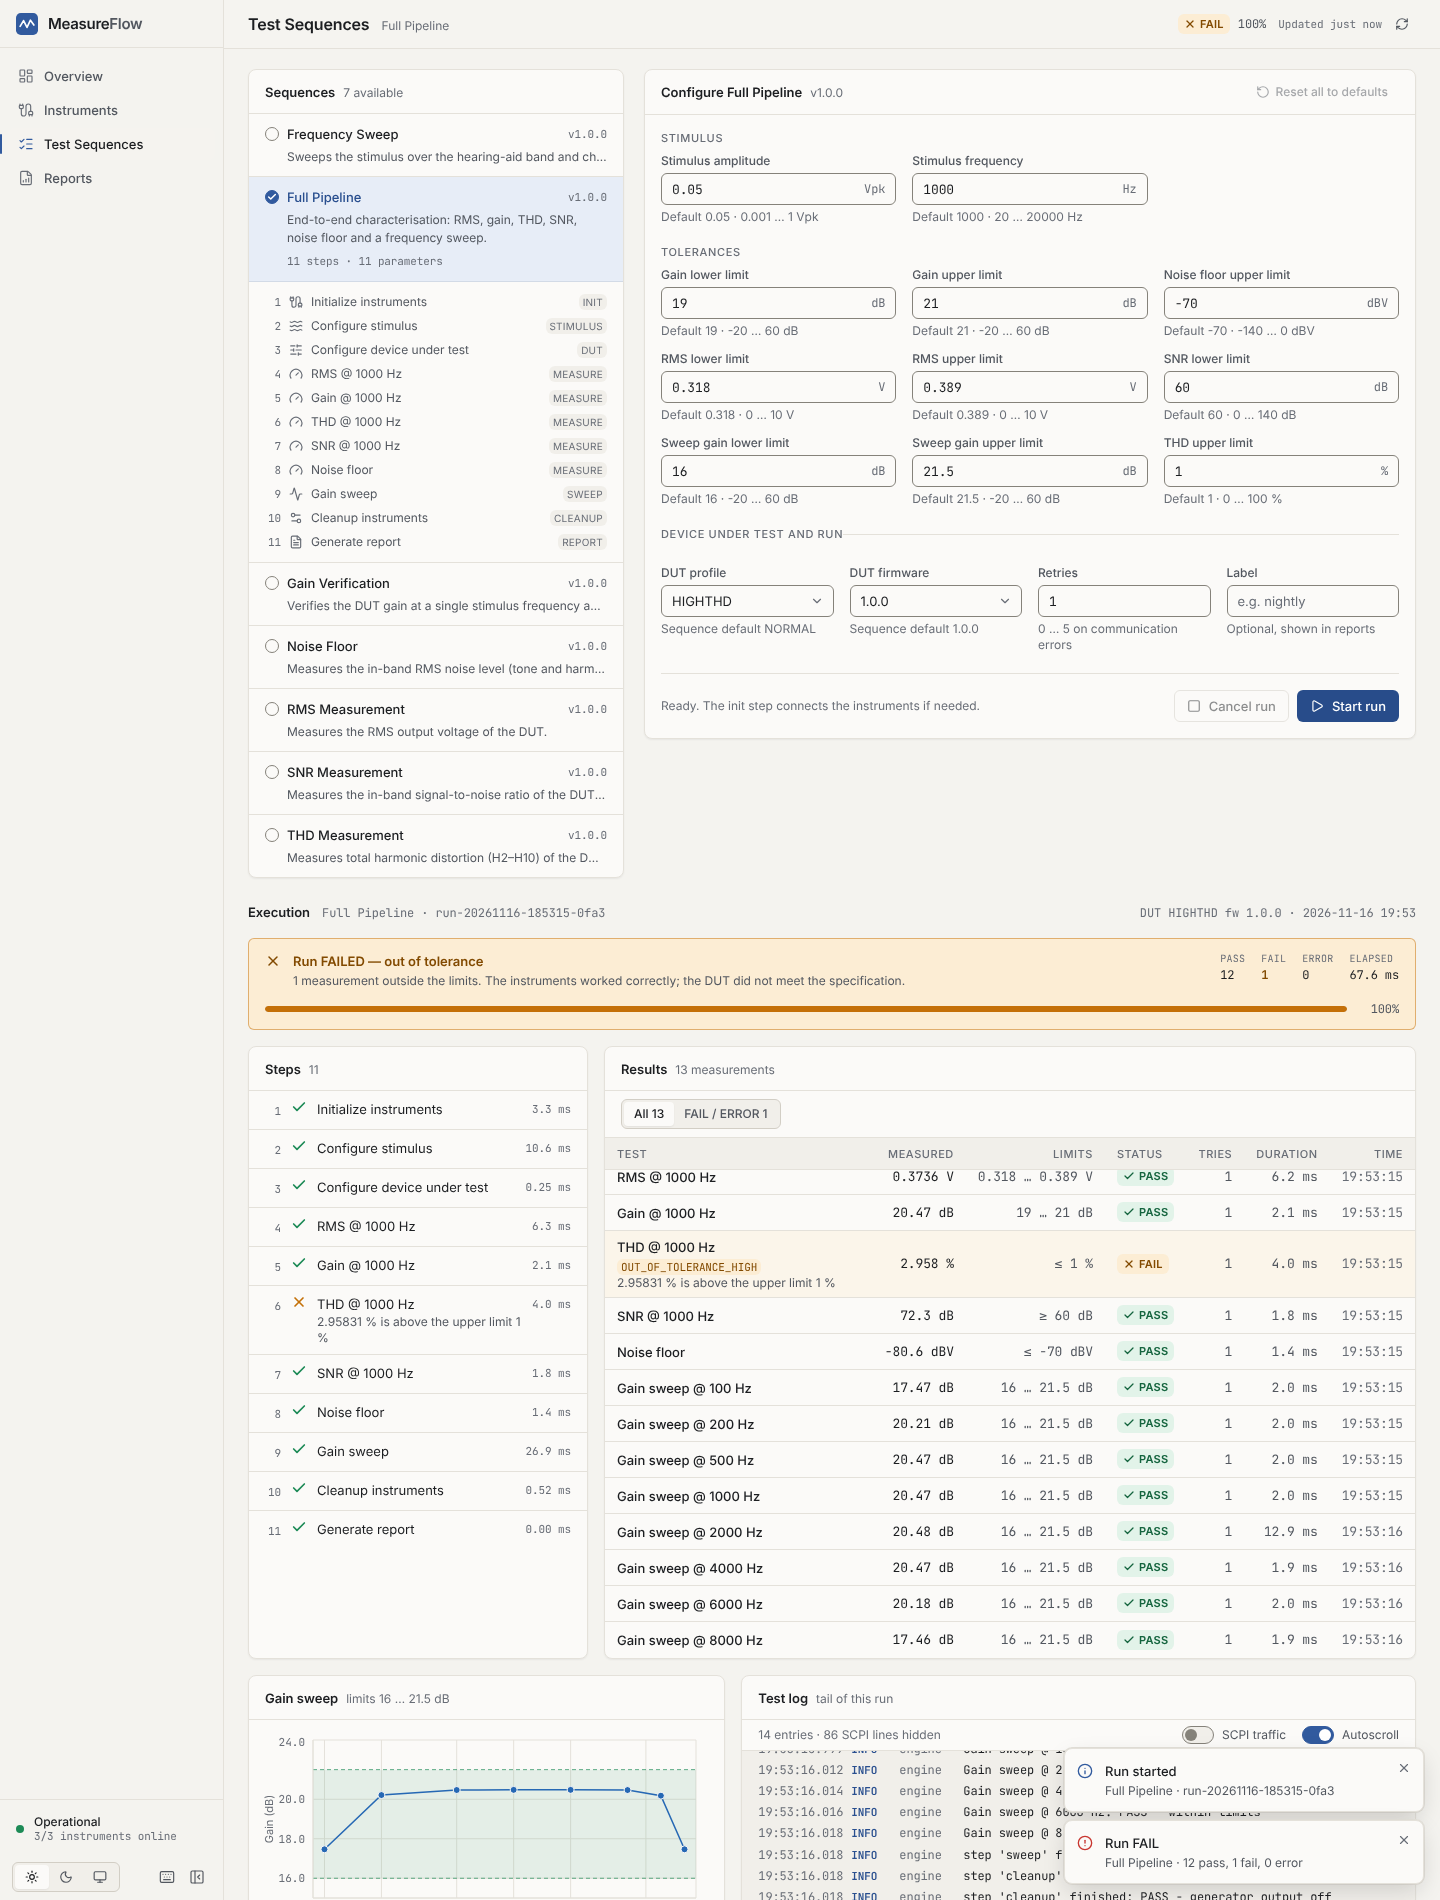 MeasureFlow
Overview
Instruments
Test Sequences
Reports
Test Sequences Full Pipeline
FAIL 100% Updated just now
Sequences 7 available
Frequency Sweep v1.0.0
Sweeps the stimulus over the hearing-aid band and ch…
Full Pipeline v1.0.0
End-to-end characterisation: RMS, gain, THD, SNR,
noise floor and a frequency sweep.
11 steps · 11 parameters
1 Initialize instruments INIT
2 Configure stimulus STIMULUS
3 Configure device under test DUT
4 RMS @ 1000 Hz MEASURE
5 Gain @ 1000 Hz MEASURE
6 THD @ 1000 Hz MEASURE
7 SNR @ 1000 Hz MEASURE
8 Noise floor MEASURE
9 Gain sweep SWEEP
10 Cleanup instruments CLEANUP
11 Generate report REPORT
Gain Verification v1.0.0
Verifies the DUT gain at a single stimulus frequency a…
Noise Floor v1.0.0
Measures the in-band RMS noise level (tone and harm…
RMS Measurement v1.0.0
Measures the RMS output voltage of the DUT.
SNR Measurement v1.0.0
Measures the in-band signal-to-noise ratio of the DUT…
THD Measurement v1.0.0
Measures total harmonic distortion (H2–H10) of the D…
Configure Full Pipeline v1.0.0 Reset all to defaults
STIMULUS
Stimulus amplitude Stimulus frequency
0.05 Vpk 1000 Hz
Default 0.05 · 0.001 … 1 Vpk Default 1000 · 20 … 20000 Hz
TOLERANCES
Gain lower limit Gain upper limit Noise floor upper limit
19 dB 21 dB -70 dBV
Default 19 · -20 … 60 dB Default 21 · -20 … 60 dB Default -70 · -140 … 0 dBV
RMS lower limit RMS upper limit SNR lower limit
0.318 V 0.389 V 60 dB
Default 0.318 · 0 … 10 V Default 0.389 · 0 … 10 V Default 60 · 0 … 140 dB
Sweep gain lower limit Sweep gain upper limit THD upper limit
16 dB 21.5 dB 1 %
Default 16 · -20 … 60 dB Default 21.5 · -20 … 60 dB Default 1 · 0 … 100 %
DEVICE UNDER TEST AND RUN
DUT profile DUT firmware Retries Label
HIGHTHD 1.0.0 1 e.g. nightly
Sequence default NORMAL Sequence default 1.0.0 0 … 5 on communication errors Optional, shown in reports
Ready. The init step connects the instruments if needed. Cancel run Start run
Execution Full Pipeline · run-20261116-185315-0fa3 DUT HIGHTHD fw 1.0.0 · 2026-11-16 19:53
Run FAILED — out of tolerance
1 measurement outside the limits. The instruments worked correctly; the DUT did not meet the specification.
PASS FAIL ERROR ELAPSED
12 1 0 67.6 ms
100%
Steps 11
1 Initialize instruments 3.3 ms
2 Configure stimulus 10.6 ms
3 Configure device under test 0.25 ms
4 RMS @ 1000 Hz 6.3 ms
5 Gain @ 1000 Hz 2.1 ms
6 THD @ 1000 Hz 4.0 ms
2.95831 % is above the upper limit 1
%
7 SNR @ 1000 Hz 1.8 ms
8 Noise floor 1.4 ms
9 Gain sweep 26.9 ms
10 Cleanup instruments 0.52 ms
11 Generate report 0.00 ms
Results 13 measurements
All 13 FAIL / ERROR 1
TEST MEASURED LIMITS STATUS TRIES DURATION TIME
RMS @ 1000 Hz 0.3736 V 0.318 … 0.389 V PASS 1 6.2 ms 19:53:15
Gain @ 1000 Hz 20.47 dB 19 … 21 dB PASS 1 2.1 ms 19:53:15
THD @ 1000 Hz
OUT_OF_TOLERANCE_HIGH 2.958 % ≤ 1 % FAIL 1 4.0 ms 19:53:15
2.95831 % is above the upper limit 1 %
SNR @ 1000 Hz 72.3 dB ≥ 60 dB PASS 1 1.8 ms 19:53:15
Noise floor -80.6 dBV ≤ -70 dBV PASS 1 1.4 ms 19:53:15
Gain sweep @ 100 Hz 17.47 dB 16 … 21.5 dB PASS 1 2.0 ms 19:53:15
Gain sweep @ 200 Hz 20.21 dB 16 … 21.5 dB PASS 1 2.0 ms 19:53:15
Gain sweep @ 500 Hz 20.47 dB 16 … 21.5 dB PASS 1 2.0 ms 19:53:15
Gain sweep @ 1000 Hz 20.47 dB 16 … 21.5 dB PASS 1 2.0 ms 19:53:15
Gain sweep @ 2000 Hz 20.48 dB 16 … 21.5 dB PASS 1 12.9 ms 19:53:16
Gain sweep @ 4000 Hz 20.47 dB 16 … 21.5 dB PASS 1 1.9 ms 19:53:16
Gain sweep @ 6000 Hz 20.18 dB 16 … 21.5 dB PASS 1 2.0 ms 19:53:16
Gain sweep @ 8000 Hz 17.46 dB 16 … 21.5 dB PASS 1 1.9 ms 19:53:16
Gain sweep limits 16 … 21.5 dB
24.0
20.0
18.0
16.0
Gain (dB)
Test log tail of this run
14 entries · 86 SCPI lines hidden SCPI traffic Autoscroll
19:53:16.012 INFO engine Gain sweep @ 2
19:53:16.014 INFO engine Gain sweep @ 4
19:53:16.016 INFO engine Gain sweep @ 6000 Hz: PASS
19:53:16.018 INFO engine Gain sweep @ 8
19:53:16.018 INFO engine step 'sweep' f
19:53:16.018 INFO engine step 'cleanup'
19:53:16.018 INFO engine step 'cleanup' finished: PASS - generator output off
Run started
Full Pipeline · run-20261116-185315-0fa3
Run FAIL
Full Pipeline · 12 pass, 1 fail, 0 error
Operational
3/3 instruments online